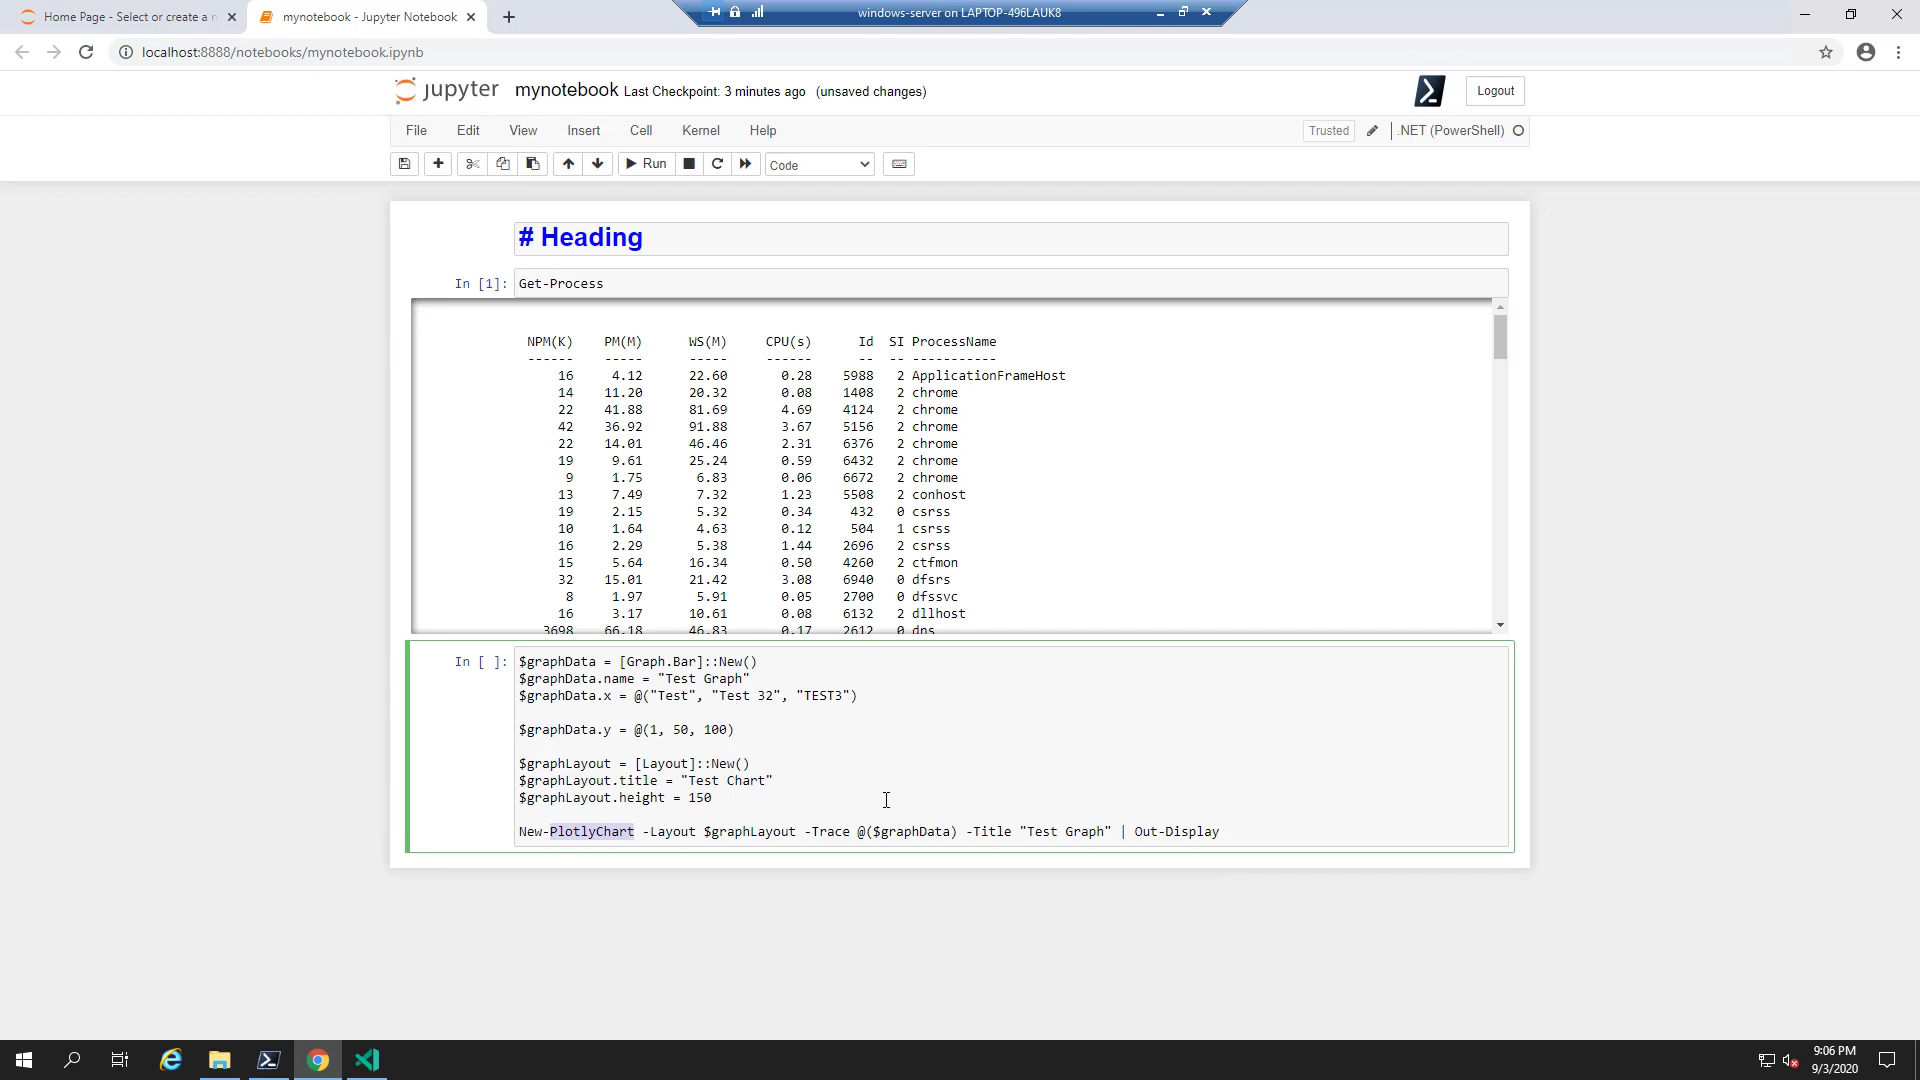 Home Page - Select or create a n
mynotebook - Jupyter Notebook
windows-server on LAPTOP-496LAUK8
localhost:8888/notebooks/mynotebook.ipynb
jupyter mynotebook Last Checkpoint: 3 minutes ago (unsaved changes)
Logout
File Edit View Insert Cell Kernel Help
Trusted
.NET (PowerShell)
Run
Code
# Heading
In [1]: Get-Process
NPM(K) PM(M) WS(M) CPU(s) Id SI ProcessName
------ ----- ----- ------ -- -- -----------
16 4.12 22.60 0.28 5988 2 ApplicationFrameHost
14 11.20 20.32 0.08 1408 2 chrome
22 41.88 81.69 4.69 4124 2 chrome
42 36.92 91.88 3.67 5156 2 chrome
22 14.01 46.46 2.31 6376 2 chrome
19 9.61 25.24 0.59 6432 2 chrome
9 1.75 6.83 0.06 6672 2 chrome
13 7.49 7.32 1.23 5508 2 conhost
19 2.15 5.32 0.34 432 0 csrss
10 1.64 4.63 0.12 504 1 csrss
16 2.29 5.38 1.44 2696 2 csrss
15 5.64 16.34 0.50 4260 2 ctfmon
32 15.01 21.42 3.08 6940 0 dfsrs
8 1.97 5.91 0.05 2700 0 dfssvc
16 3.17 10.61 0.08 6132 2 dllhost
3698 66.18 46.83 0.17 2612 0 dns
In [ ]: $graphData = [Graph.Bar]::New()
$graphData.name = "Test Graph"
$graphData.x = @("Test", "Test 32", "TEST3")
$graphData.y = @(1, 50, 100)
$graphLayout = [Layout]::New()
$graphLayout.title = "Test Chart"
$graphLayout.height = 150
New-PlotlyChart -Layout $graphLayout -Trace @($graphData) -Title "Test Graph" | Out-Display
9:06 PM
9/3/2020